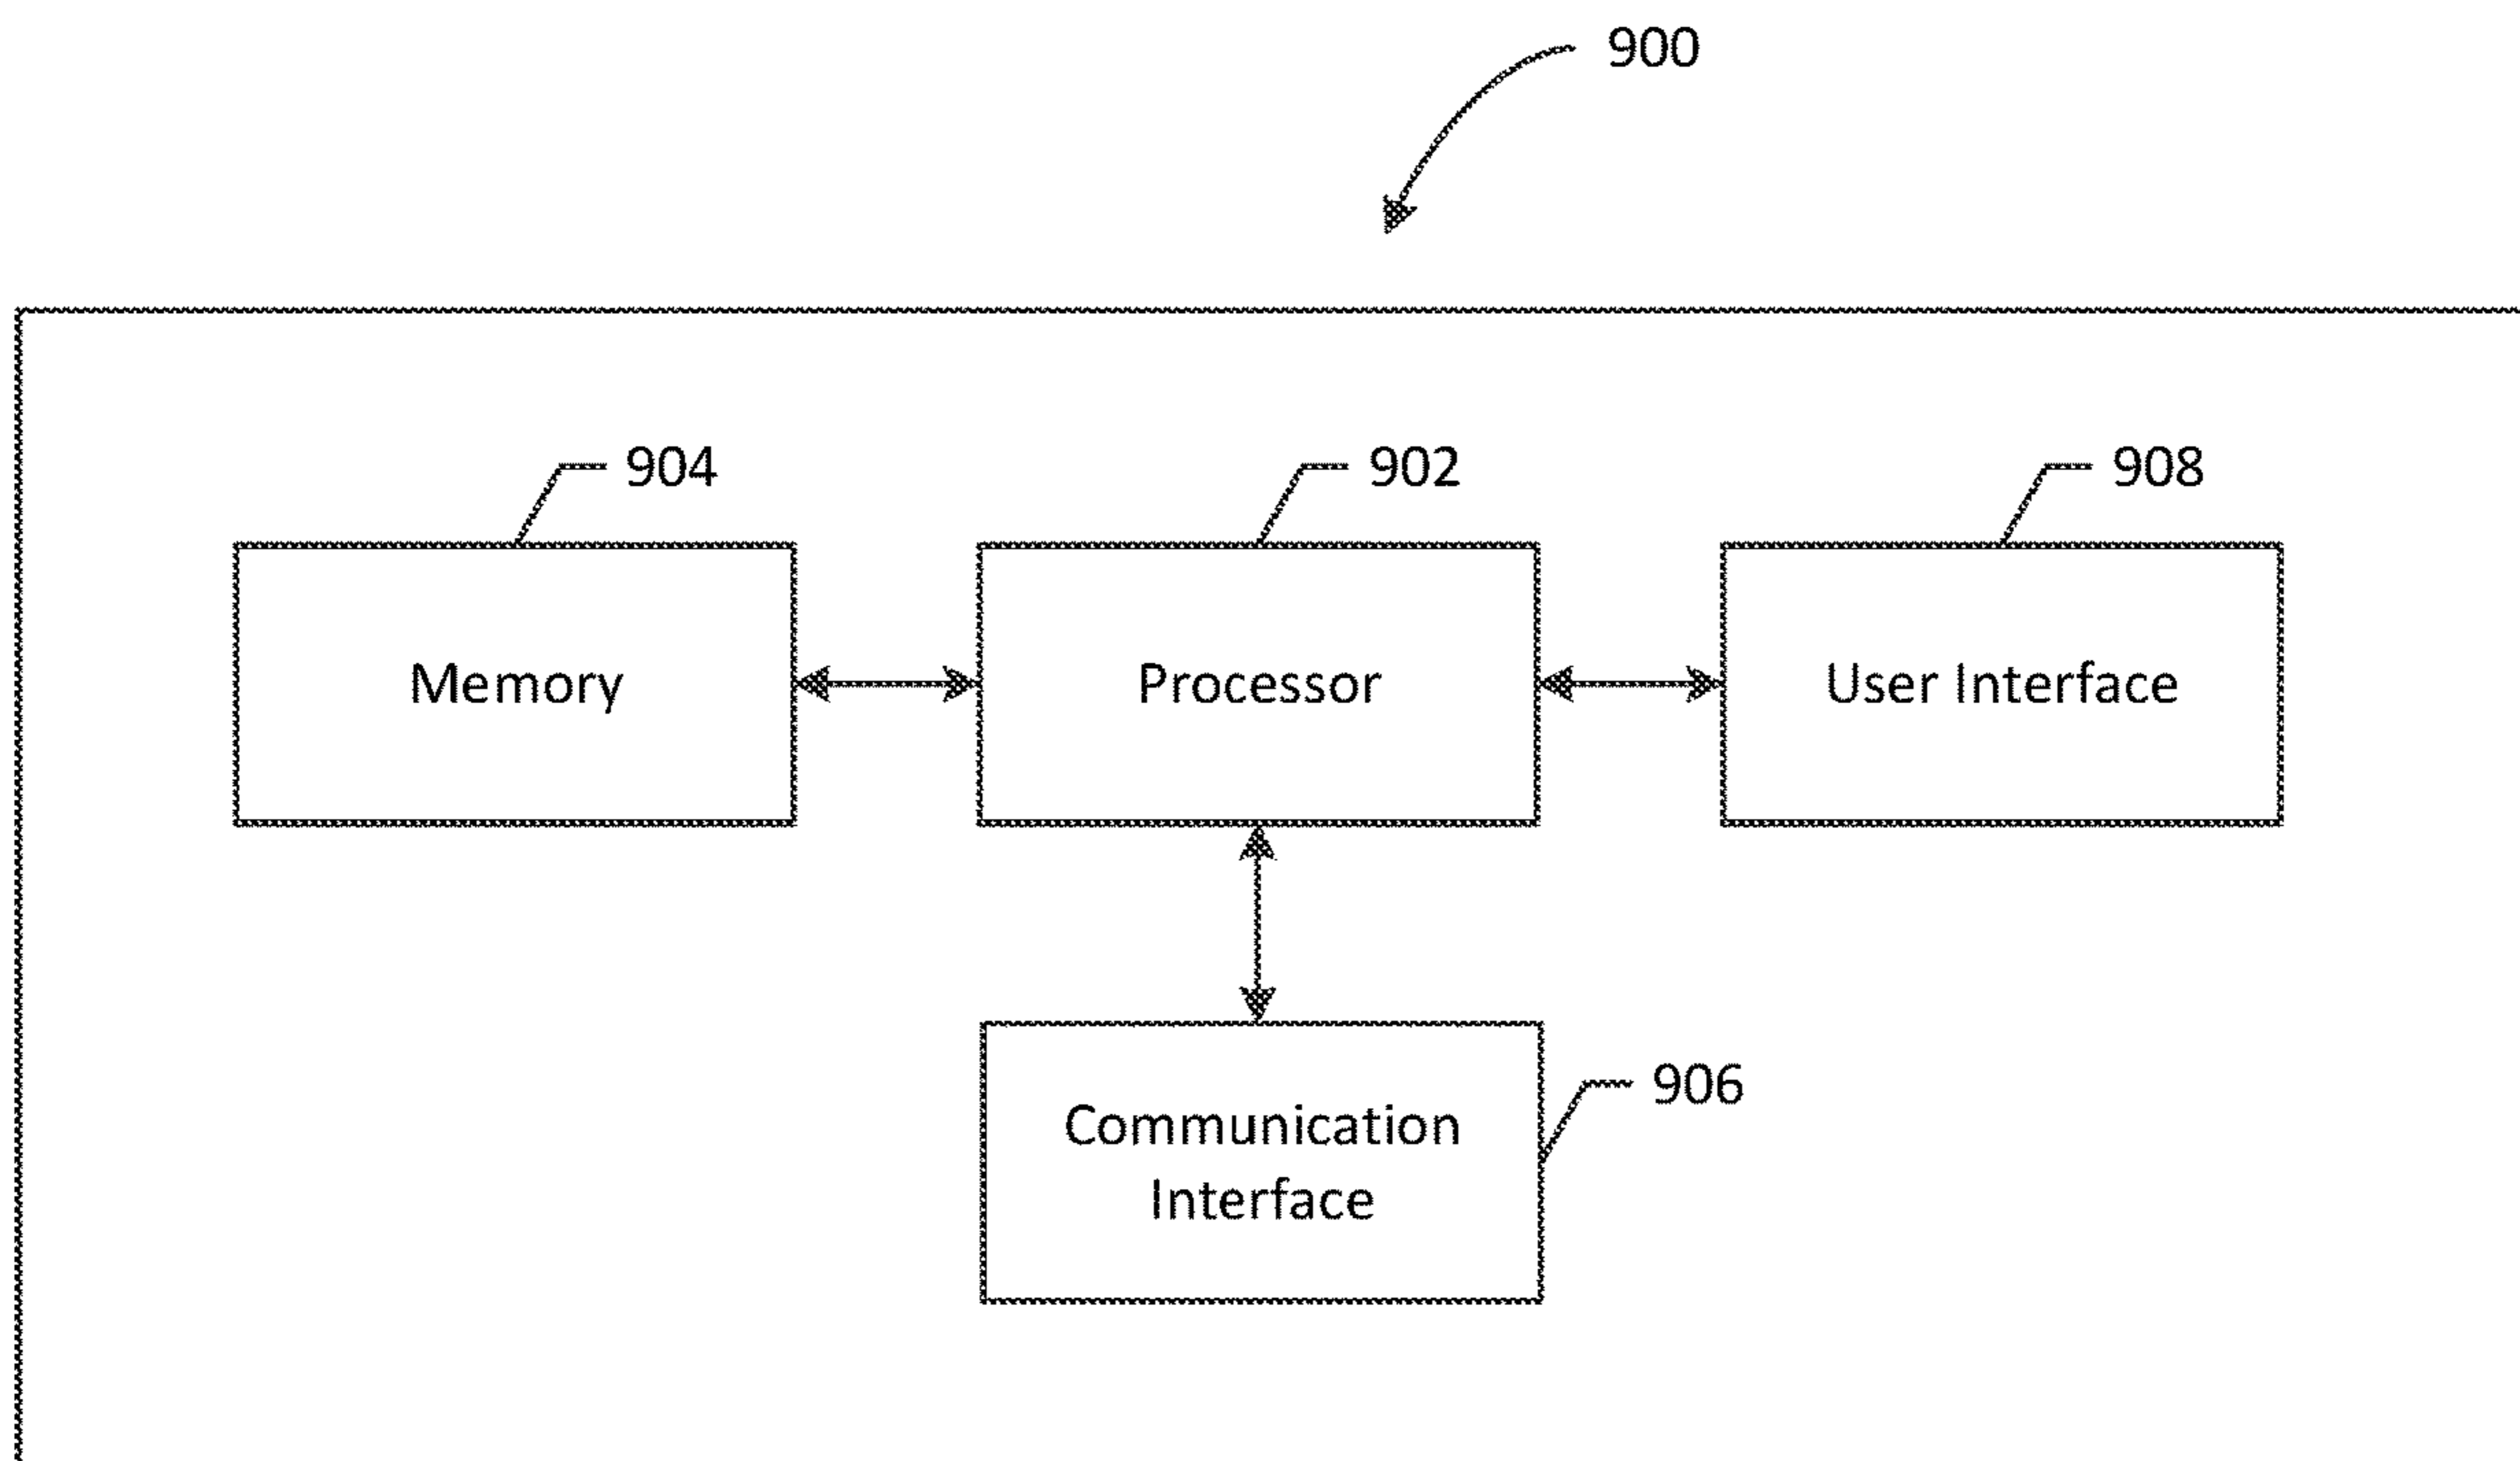 900
904
902
908
Memory
Processor
User Interface
906
Communication
Interface